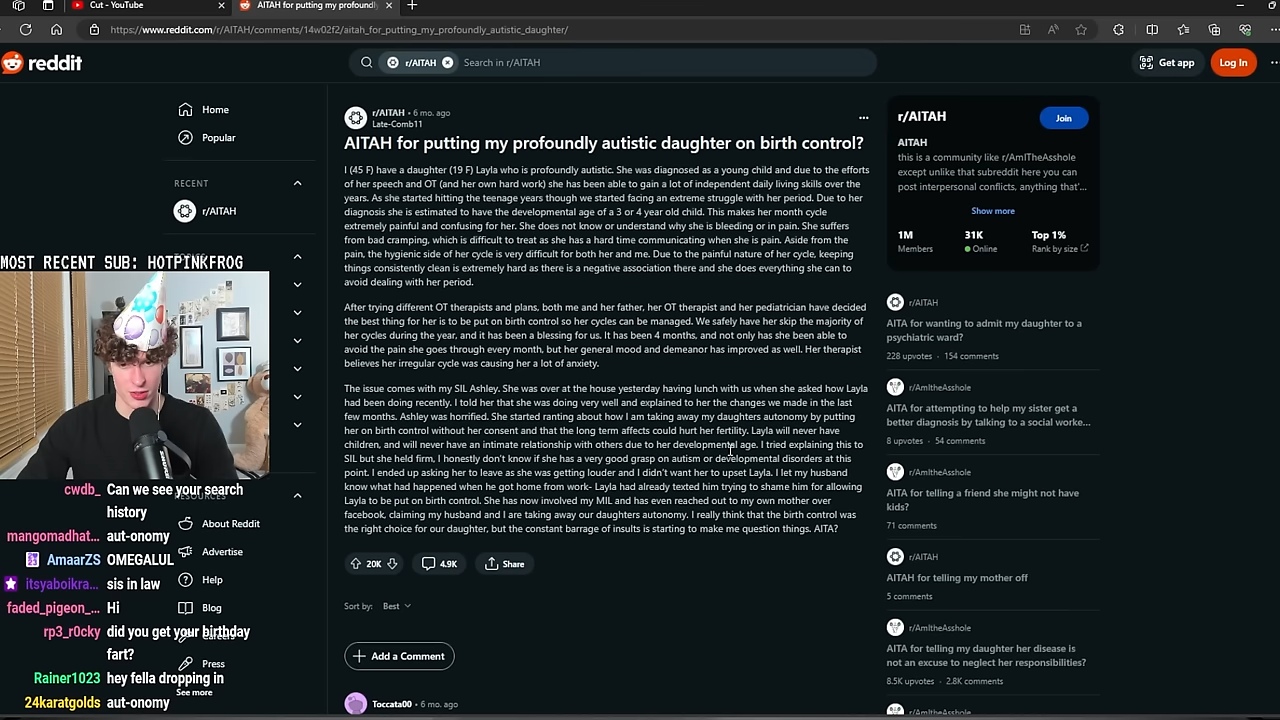 Cut - YouTube
AITAH for putting my profoundly
https://www.reddit.com/r/AITAH/comments/14w02f2/aitah_for_putting_my_profoundly_autistic_daughter/
reddit
r/AITAH
Search in r/AITAH
Get app
Log In
Home
Popular
RECENT
r/AITAH
r/AITAH • 6 mo. ago
Late-Comb11
AITAH for putting my profoundly autistic daughter on birth control?
I (45 F) have a daughter (19 F) Layla who is profoundly autistic. She was diagnosed as a young child and due to the efforts
of her speech and OT (and her own hard work) she has been able to gain a lot of independent daily living skills over the
years. As she started hitting the teenage years though we started facing an extreme struggle with her period. Due to her
diagnosis she is estimated to have the developmental age of a 3 or 4 year old child. This makes her month cycle
extremely painful and confusing for her. She does not know or understand why she is bleeding or in pain. She suffers
from bad cramping, which is difficult to treat as she has a hard time communicating when she is pain. Aside from the
pain, the hygienic side of her cycle is very difficult for both her and me. Due to the painful nature of her cycle, keeping
things consistently clean is extremely hard as there is a negative association there and she does everything she can to
avoid dealing with her period.
After trying different OT therapists and plans, both me and her father, her OT therapist and her pediatrician have decided
the best thing for her is to be put on birth control so her cycles can be managed. We safely have her skip the majority of
her cycles during the year, and it has been a blessing for us. It has been 4 months, and not only has she been able to
avoid the pain she goes through every month, but her general mood and demeanor has improved as well. Her therapist
believes her irregular cycle was causing her a lot of anxiety.
The issue comes with my SIL Ashley. She was over at the house yesterday having lunch with us when she asked how Layla
had been doing recently. I told her that she was doing very well and explained to her the changes we made in the last
few months. Ashley was horrified. She started ranting about how I am taking away my daughters autonomy by putting
her on birth control without her consent and that the long term affects could hurt her fertility. Layla will never have
children, and will never have an intimate relationship with others due to her developmental age. I tried explaining this to
SIL but she held firm, I honestly don't know if she has a very good grasp on autism or developmental disorders at this
point. I ended up asking her to leave as she was getting louder and I didn't want her to upset Layla. I let my husband
know what had happened when he got home from work- Layla had already texted him trying to shame him for allowing
Layla to be put on birth control. She has now involved my MIL and has even reached out to my own mother over
facebook, claiming my husband and I are taking away our daughters autonomy. I really think that the birth control was
the right choice for our daughter, but the constant barrage of insults is starting to make me question things. AITA?
20K
4.9K
Share
Sort by: Best
Add a Comment
Toccata00 • 6 mo. ago
r/AITAH
Join
AITAH
this is a community like r/AmITheAsshole
except unlike that subreddit here you can
post interpersonal conflicts, anything that'...
Show more
1M
31K
Top 1%
Members
Online
Rank by size
r/AITAH
AITA for wanting to admit my daughter to a
psychiatric ward?
228 upvotes · 154 comments
r/AmItheAsshole
AITA for attempting to help my sister get a
better diagnosis by talking to a social worke...
8 upvotes · 54 comments
r/AmItheAsshole
AITA for telling a friend she might not have
kids?
71 comments
r/AITAH
AITAH for telling my mother off
5 comments
r/AmItheAsshole
AITA for telling my daughter her disease is
not an excuse to neglect her responsibilities?
8.5K upvotes · 2.8K comments
r/AmItheAsshole
MOST RECENT SUB: HOTPINKFROG
cwdb_ Can we see your search
history
mangomadhat... aut-onomy
AmaarZS OMEGALUL
itsyaboikra... sis in law
faded_pigeon_... Hi
rp3_r0cky did you get your birthday
fart?
Rainer1023 hey fella dropping in
24karatgolds aut-onomy
About Reddit
Advertise
Help
Blog
Press
See more